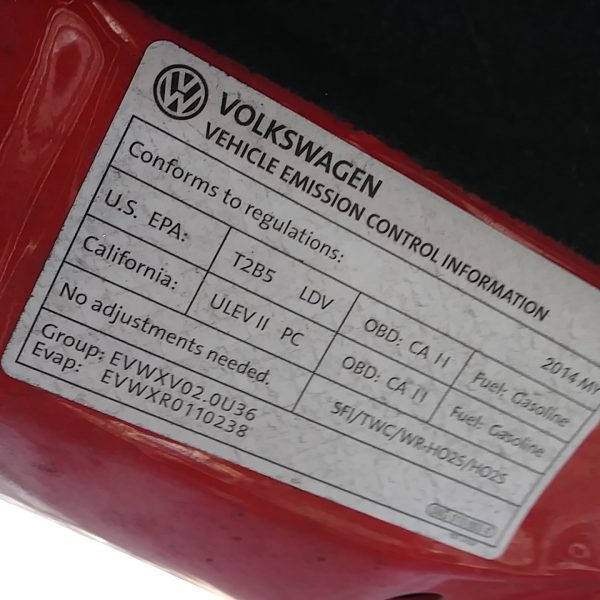 VOLKSWAGEN
VEHICLE EMISSION CONTROL INFORMATION
Conforms to regulations: 2014 MY
U.S. EPA: T2B5 LDV OBD: CA II Fuel: Gasoline
California: ULEV II PC OBD: CA II Fuel: Gasoline
No adjustments needed. SFI/TWC/WR-HO2S/HO2S
Group: EVWXV02.0U36
Evap: EVWXR0110238